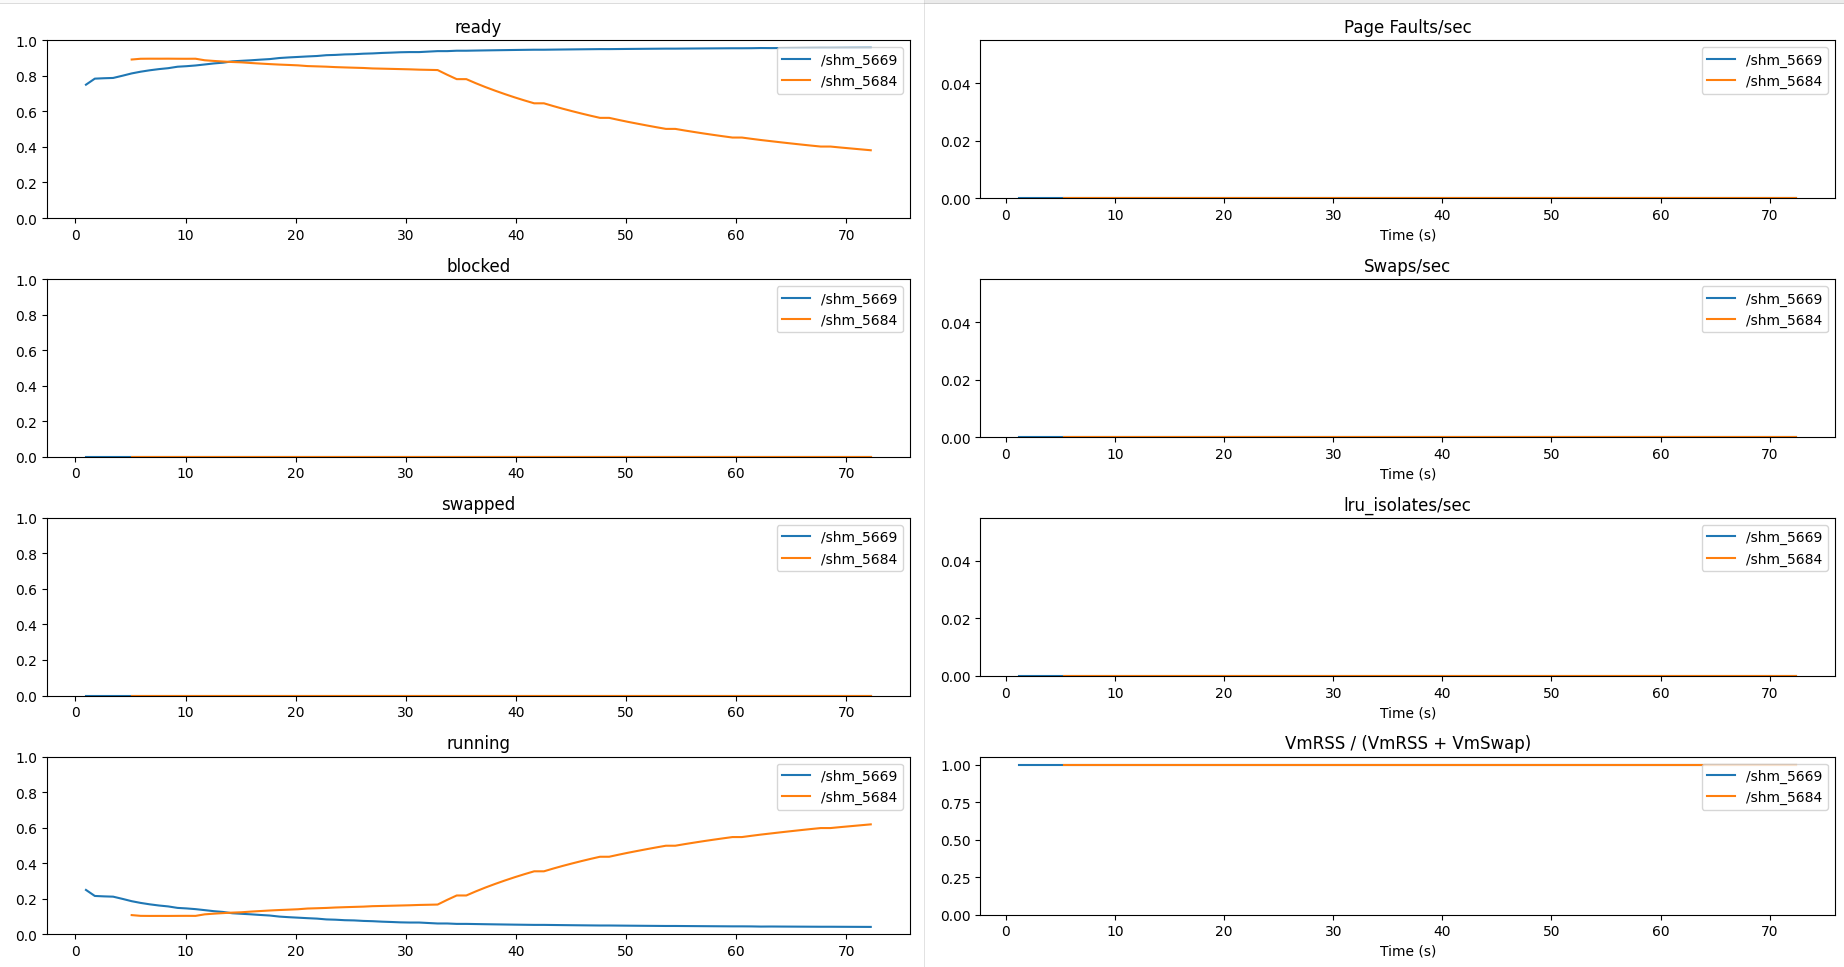 ready
1.0
0.8
0.6
0.4
0.2
0.0
/shm_5669
/shm_5684
0 10 20 30 40 50 60 70
blocked
1.0
0.8
0.6
0.4
0.2
0.0
/shm_5669
/shm_5684
0 10 20 30 40 50 60 70
swapped
1.0
0.8
0.6
0.4
0.2
0.0
/shm_5669
/shm_5684
0 10 20 30 40 50 60 70
running
1.0
0.8
0.6
0.4
0.2
0.0
/shm_5669
/shm_5684
0 10 20 30 40 50 60 70
Page Faults/sec
0.04
0.02
0.00
/shm_5669
/shm_5684
0 10 20 30 40 50 60 70
Time (s)
Swaps/sec
0.04
0.02
0.00
/shm_5669
/shm_5684
0 10 20 30 40 50 60 70
Time (s)
lru_isolates/sec
0.04
0.02
0.00
/shm_5669
/shm_5684
0 10 20 30 40 50 60 70
Time (s)
VmRSS / (VmRSS + VmSwap)
1.00
0.75
0.50
0.25
0.00
/shm_5669
/shm_5684
0 10 20 30 40 50 60 70
Time (s)